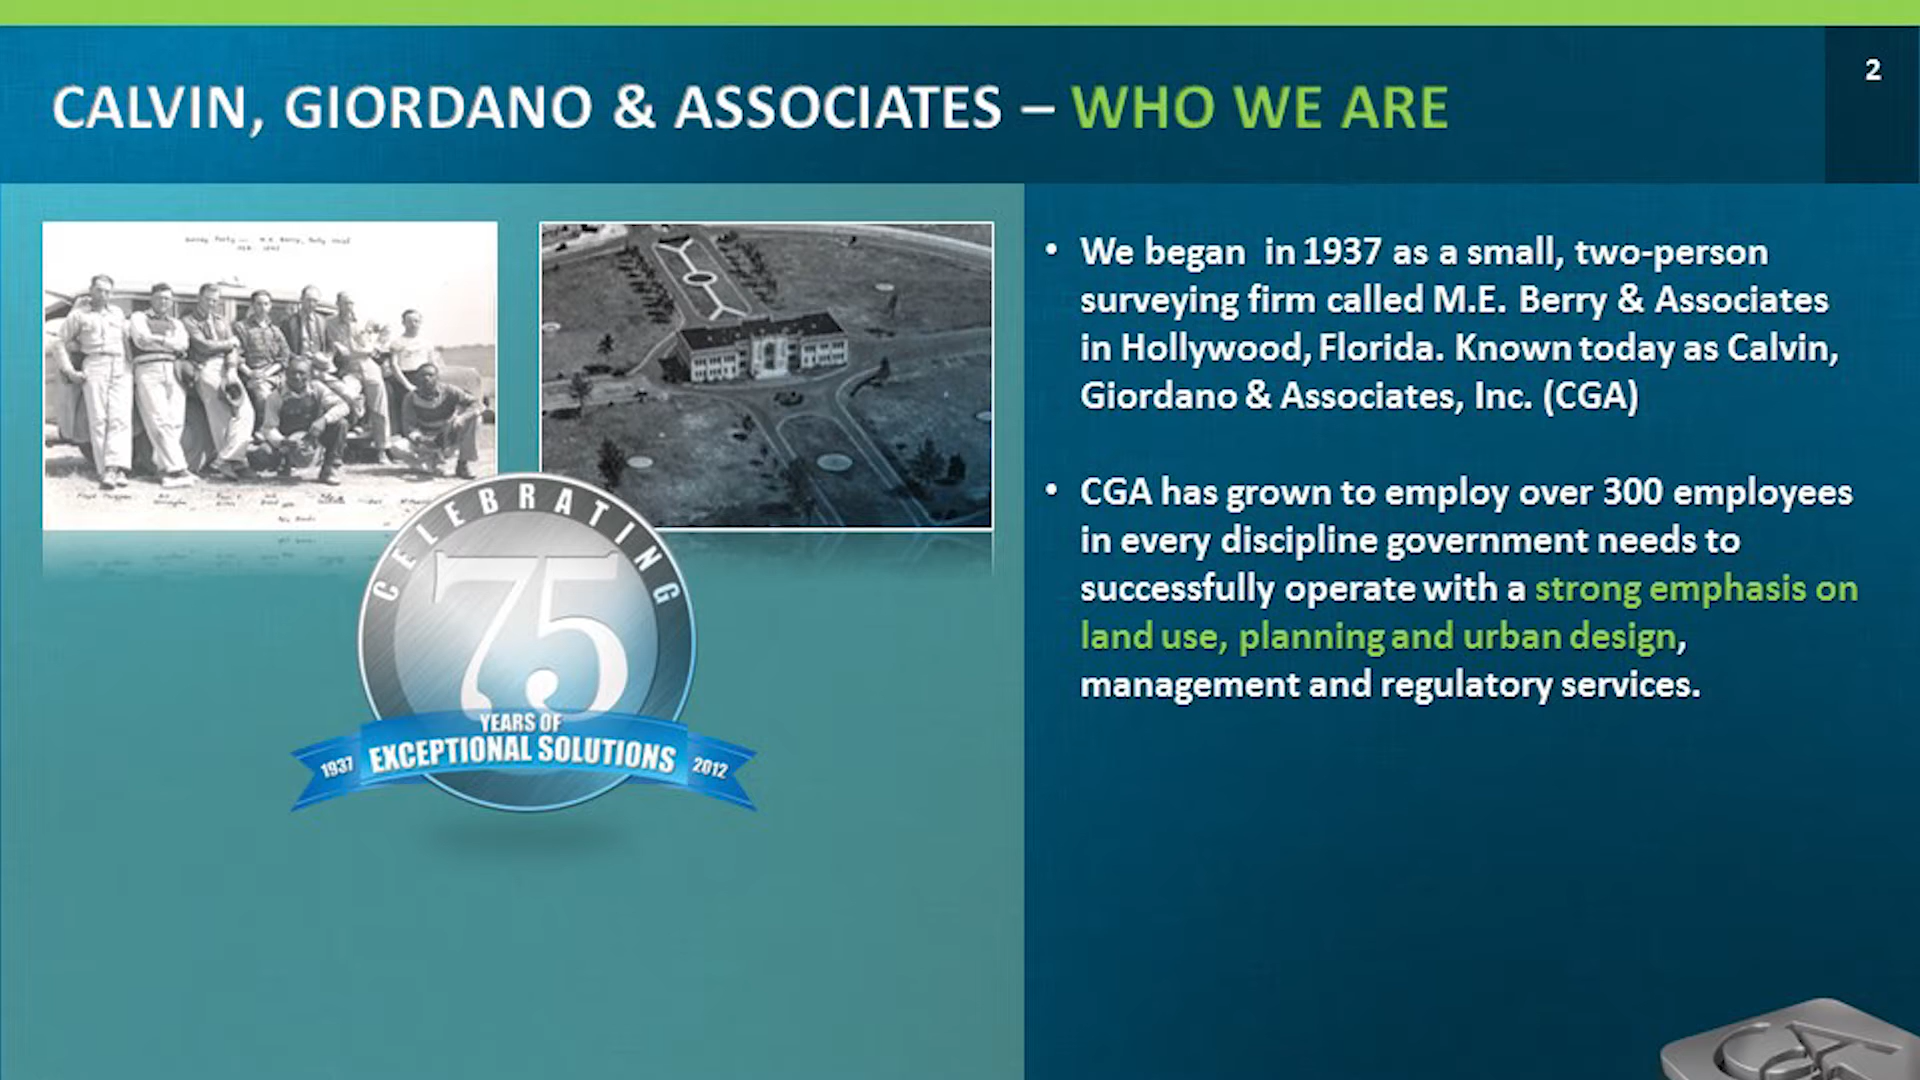 2
CALVIN, GIORDANO & ASSOCIATES – WHO WE ARE
• We began in 1937 as a small, two-person
surveying firm called M.E. Berry & Associates
in Hollywood, Florida. Known today as Calvin,
Giordano & Associates, Inc. (CGA)
• CGA has grown to employ over 300 employees
in every discipline government needs to
successfully operate with a strong emphasis on
land use, planning and urban design,
management and regulatory services.
CELEBRATING
75
YEARS OF
1937 EXCEPTIONAL SOLUTIONS 2012